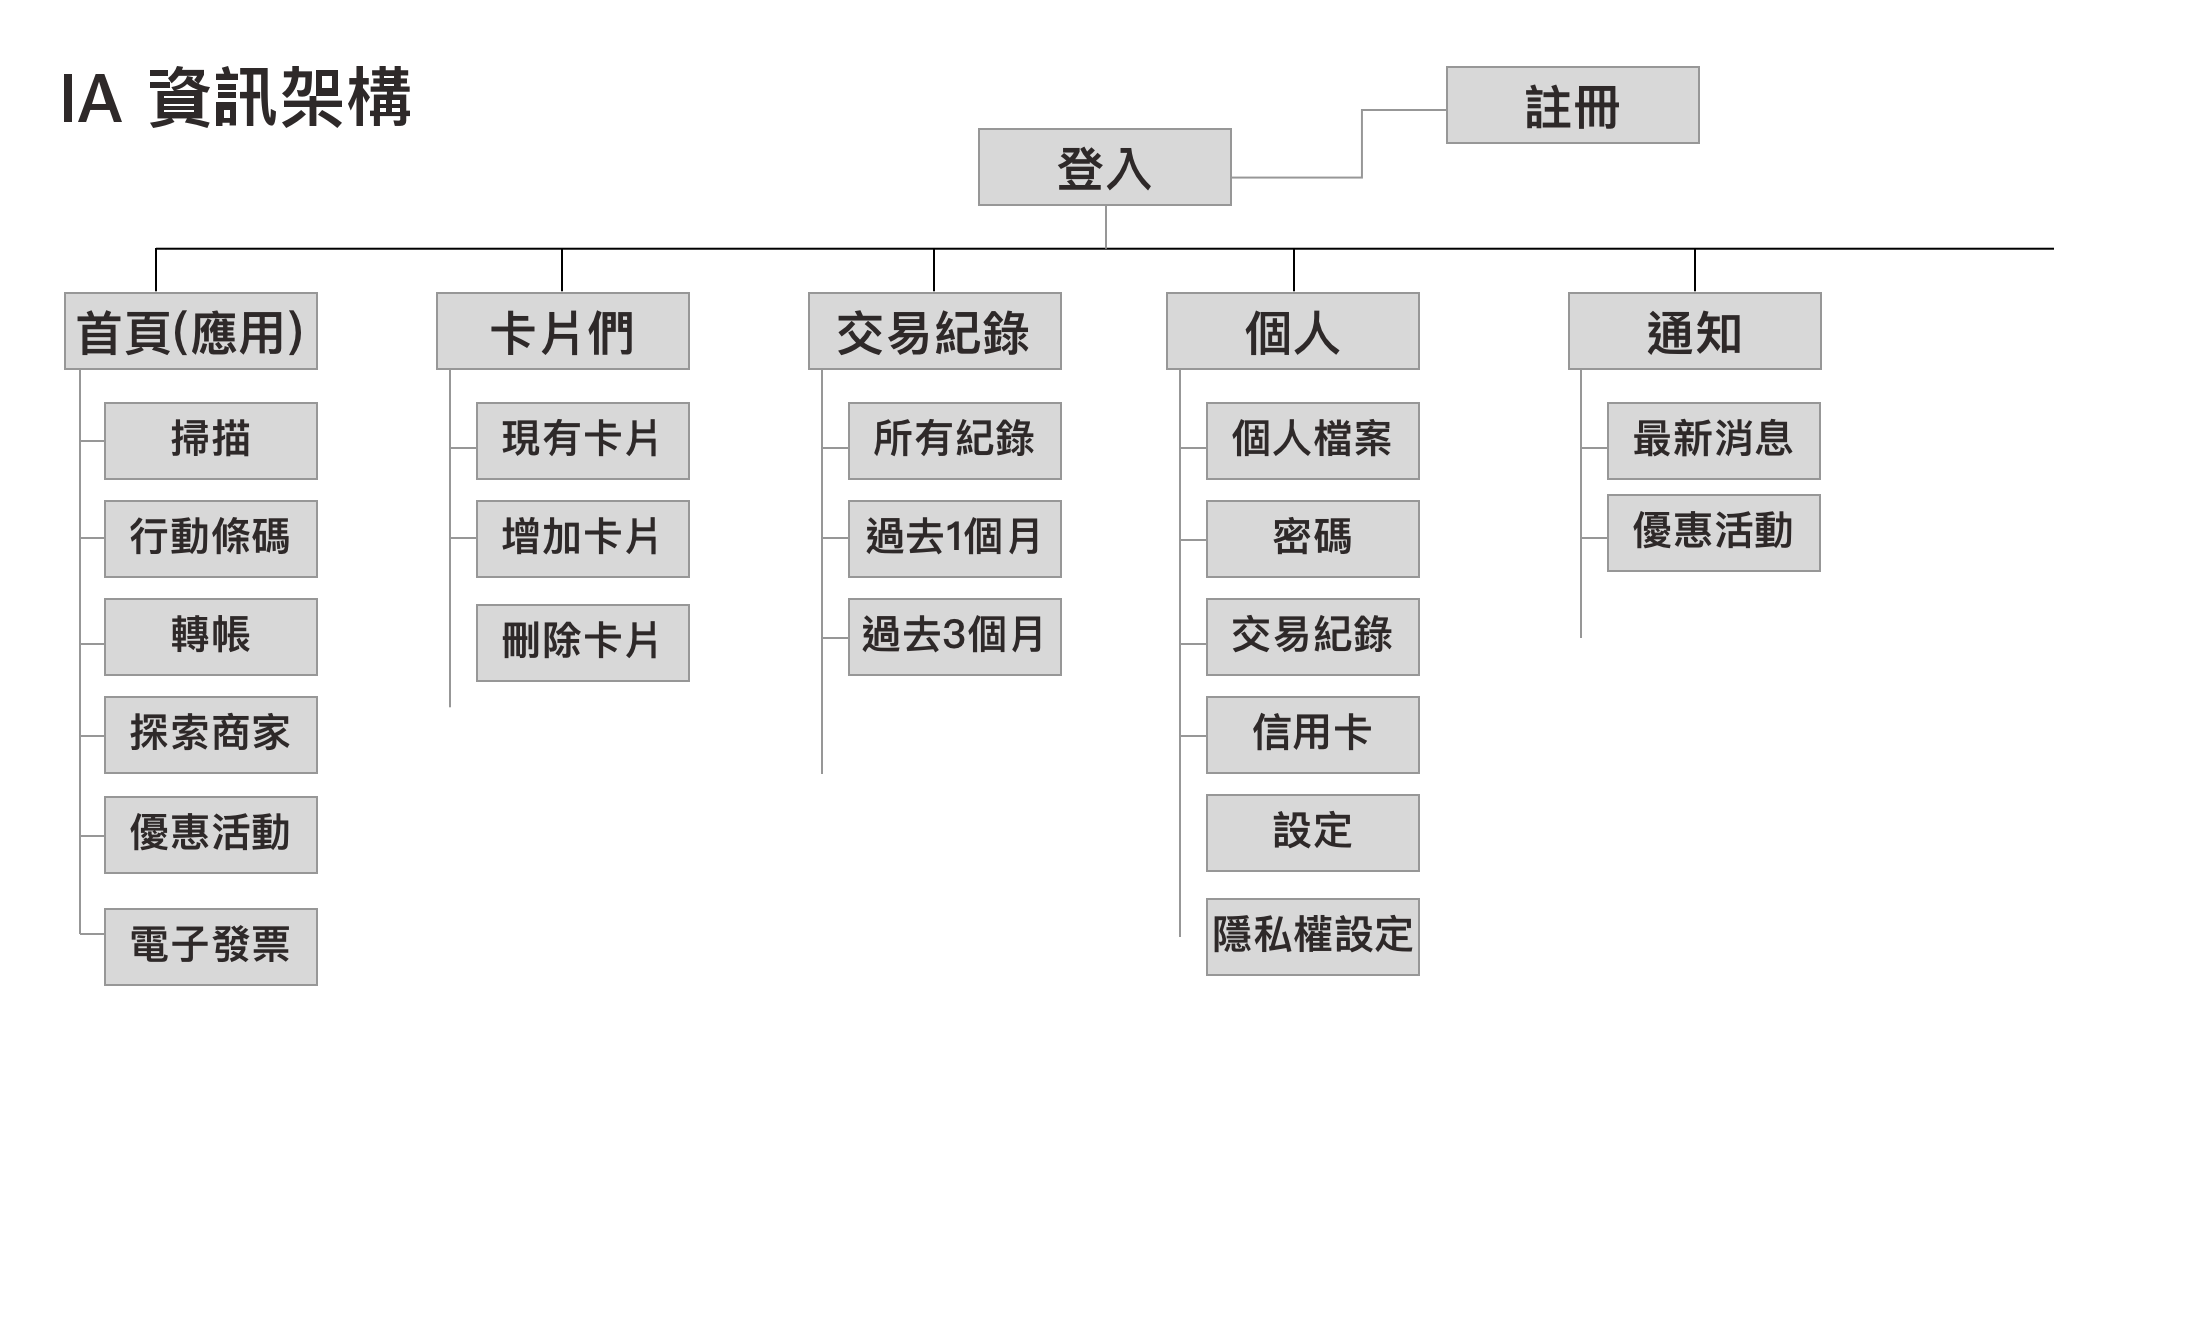 IA 資訊架構
註冊
登入
首頁(應用)
掃描
行動條碼
轉帳
探索商家
優惠活動
電子發票
卡片們
現有卡片
增加卡片
刪除卡片
交易紀錄
所有紀錄
過去1個月
過去3個月
個人
個人檔案
密碼
交易紀錄
信用卡
設定
隱私權設定
通知
最新消息
優惠活動